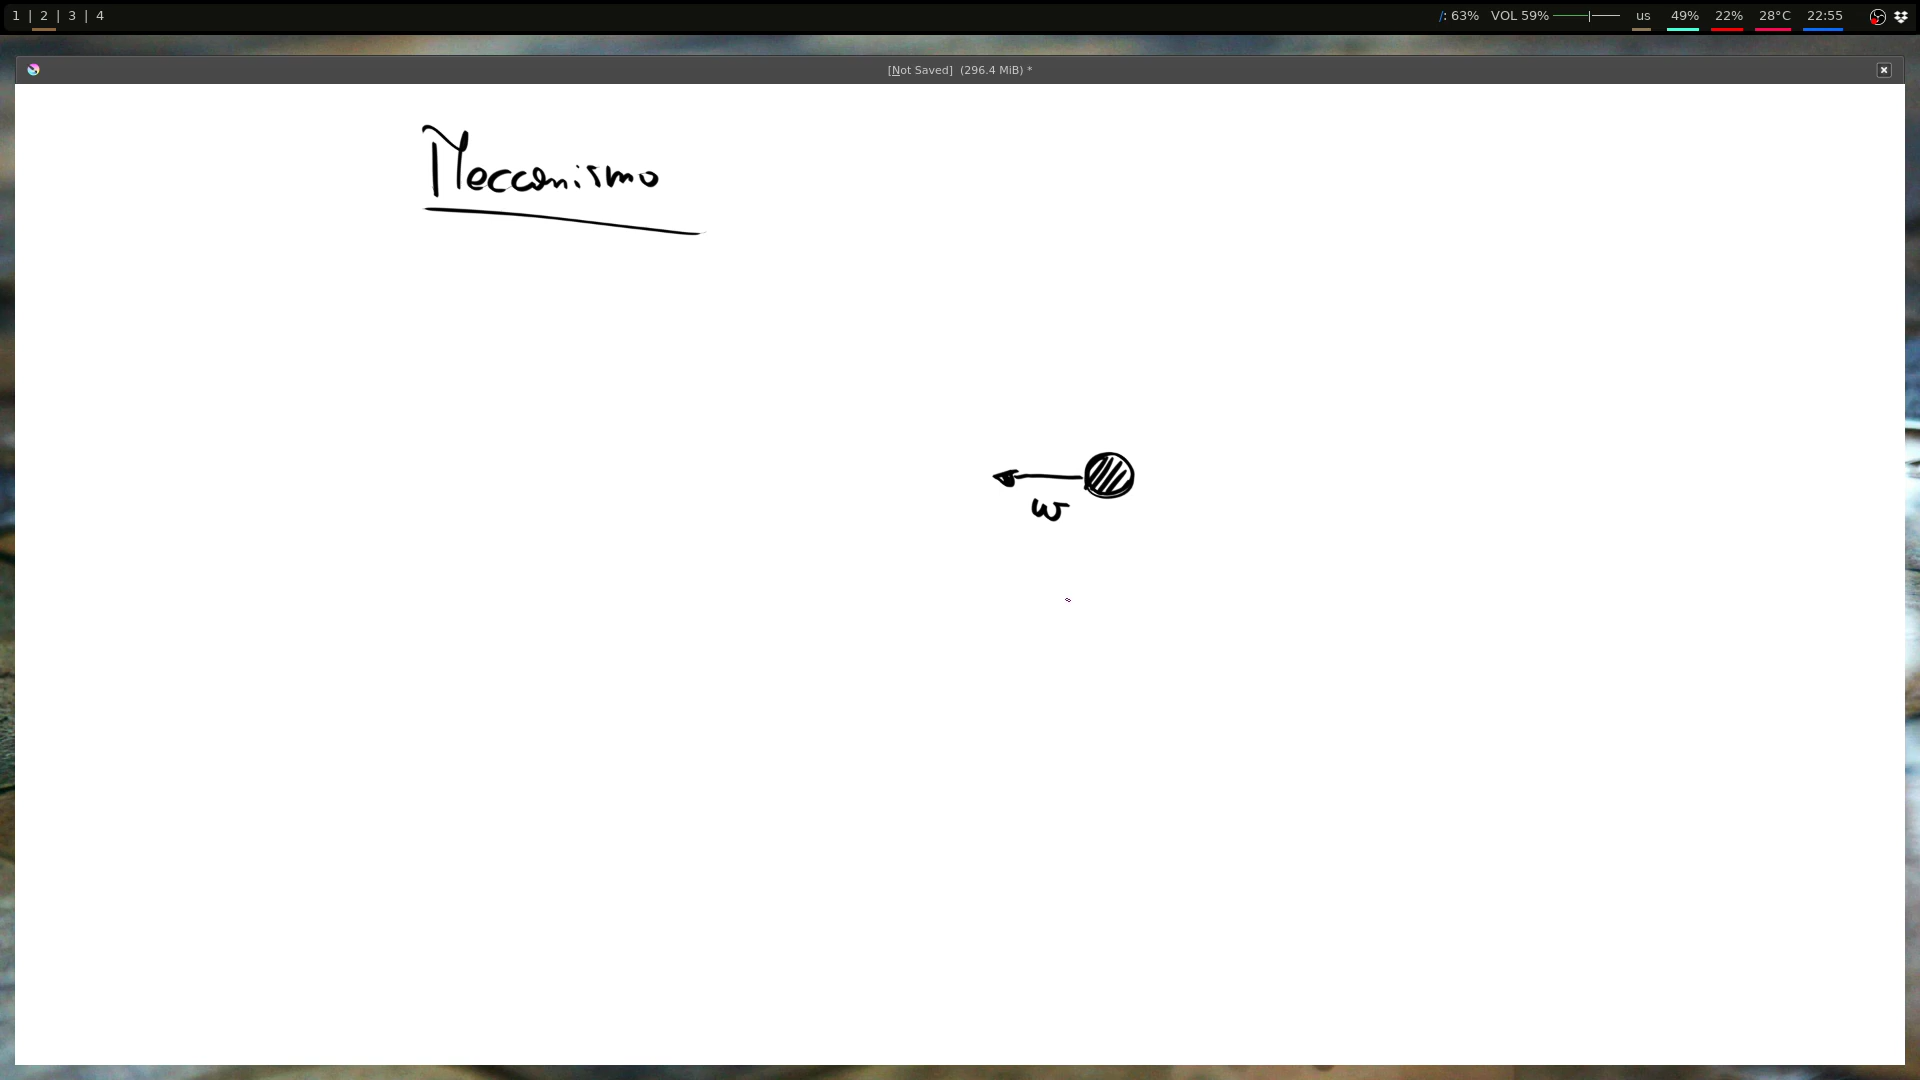 1 | 2 | 3 | 4
/: 63% VOL 59% us 49% 22% 28°C 22:55
[Not Saved] (296.4 MiB) *
Meccanismo
w